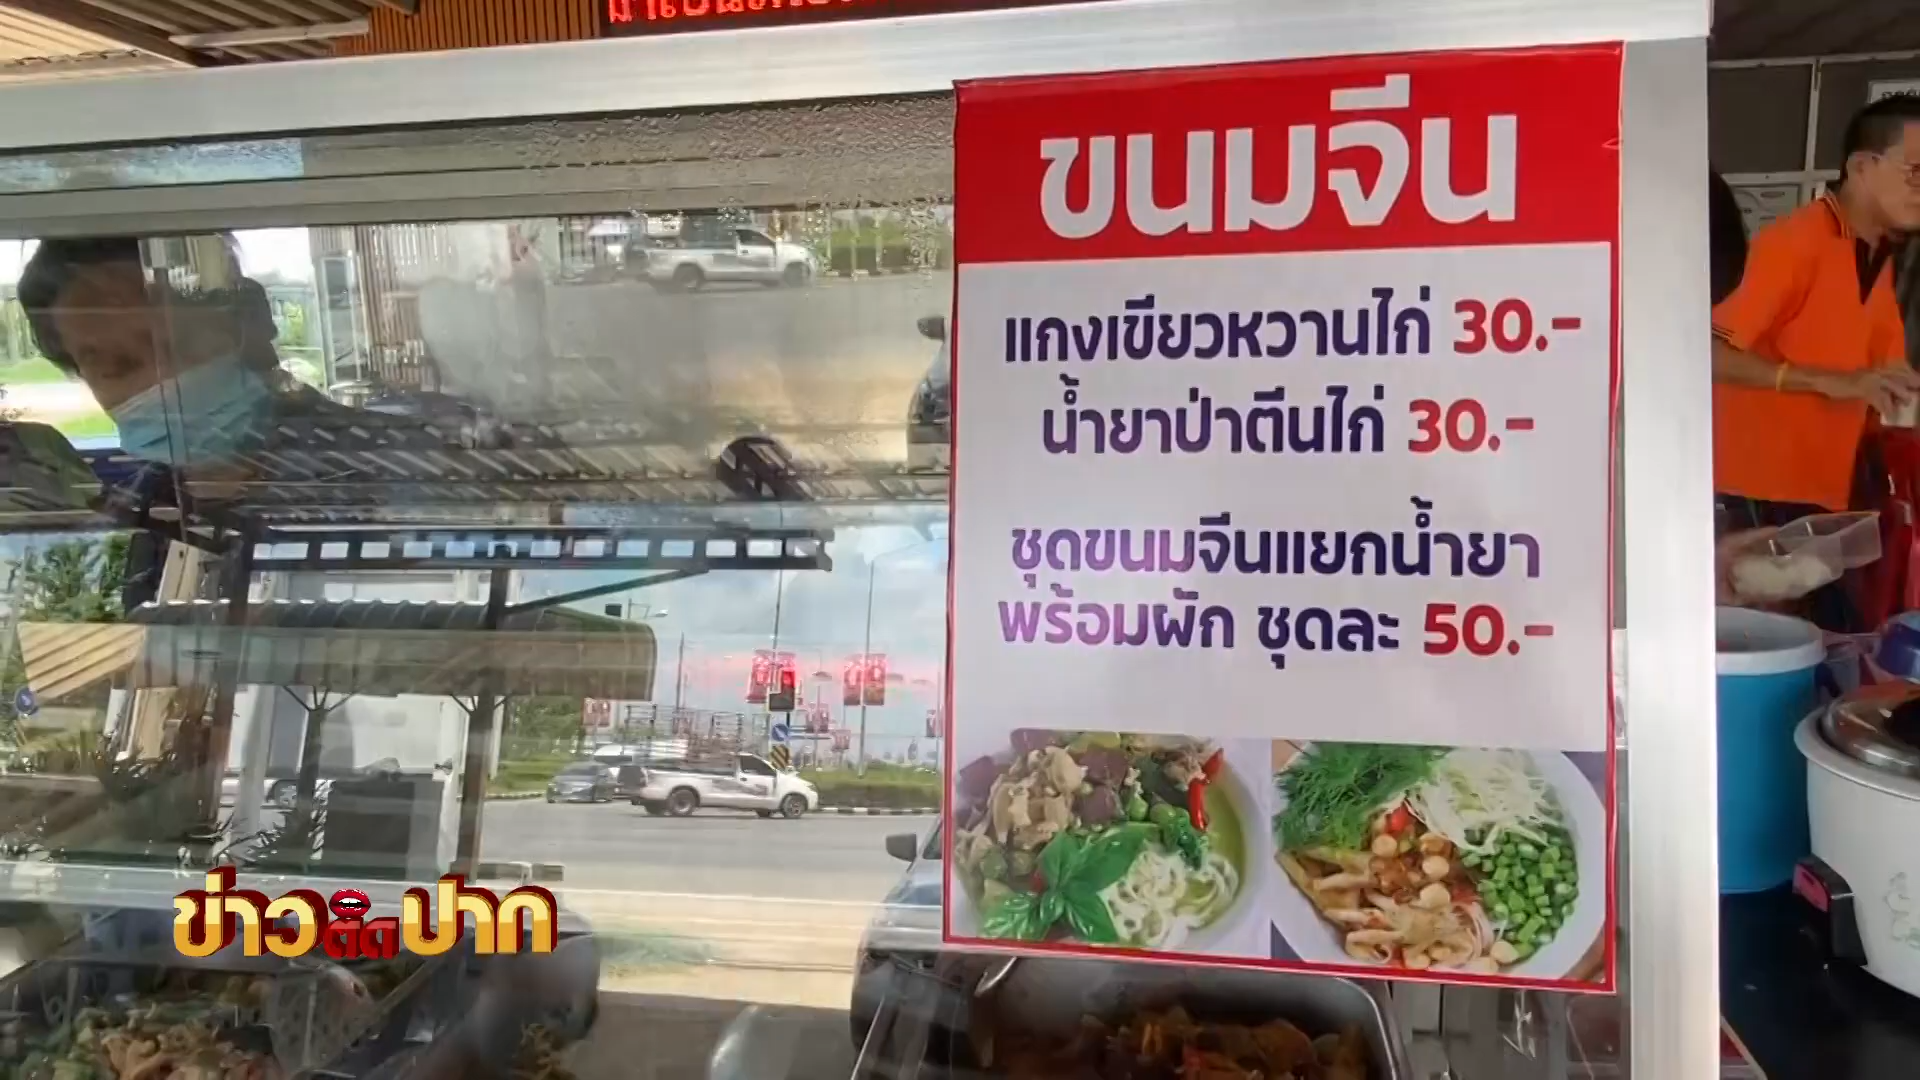 ขนมจีน
แกงเขียวหวานไก่ 30.-
น้ำยาป่าตีนไก่ 30.-
ชุดขนมจีนแยกน้ำยา
พร้อมผัก ชุดละ 50.-
ข่าวติดปาก